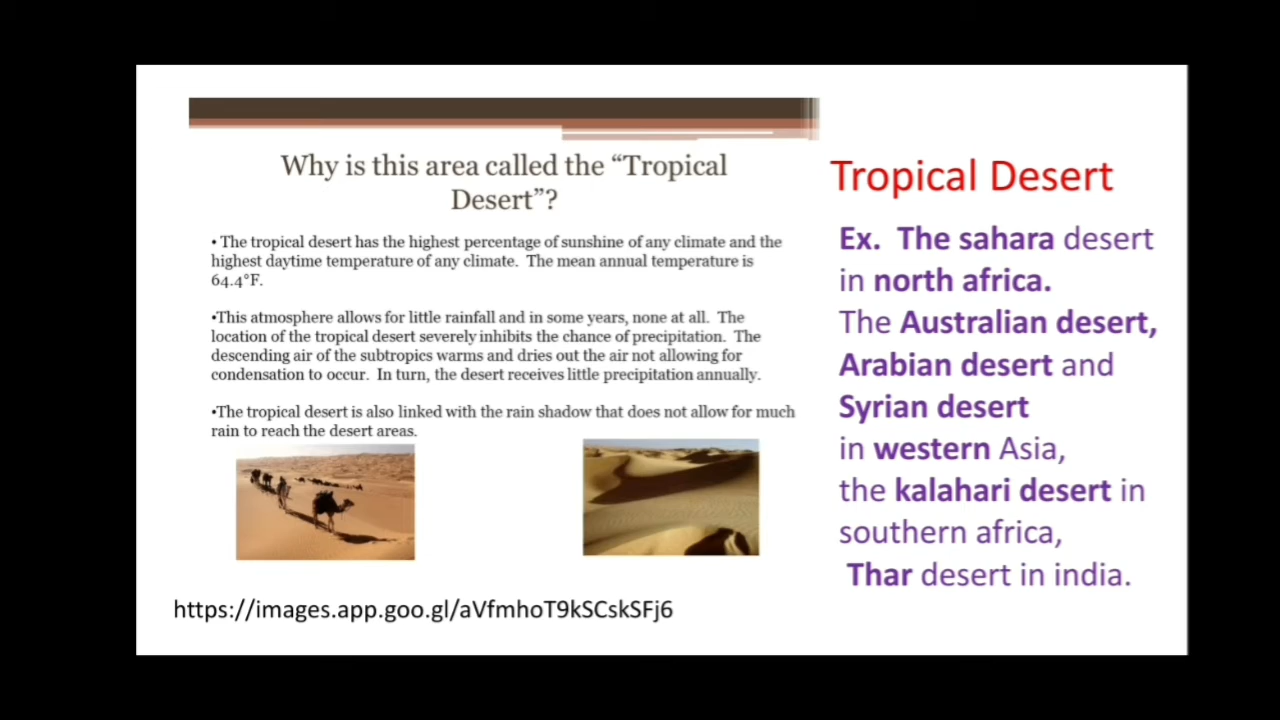 Why is this area called the “Tropical
Desert”?
• The tropical desert has the highest percentage of sunshine of any climate and the
highest daytime temperature of any climate. The mean annual temperature is
64.4°F.
•This atmosphere allows for little rainfall and in some years, none at all. The
location of the tropical desert severely inhibits the chance of precipitation. The
descending air of the subtropics warms and dries out the air not allowing for
condensation to occur. In turn, the desert receives little precipitation annually.
•The tropical desert is also linked with the rain shadow that does not allow for much
rain to reach the desert areas.
https://images.app.goo.gl/aVfmhoT9kSCskSFj6
Tropical Desert
Ex. The sahara desert
in north africa.
The Australian desert,
Arabian desert and
Syrian desert
in western Asia,
the kalahari desert in
southern africa,
Thar desert in india.